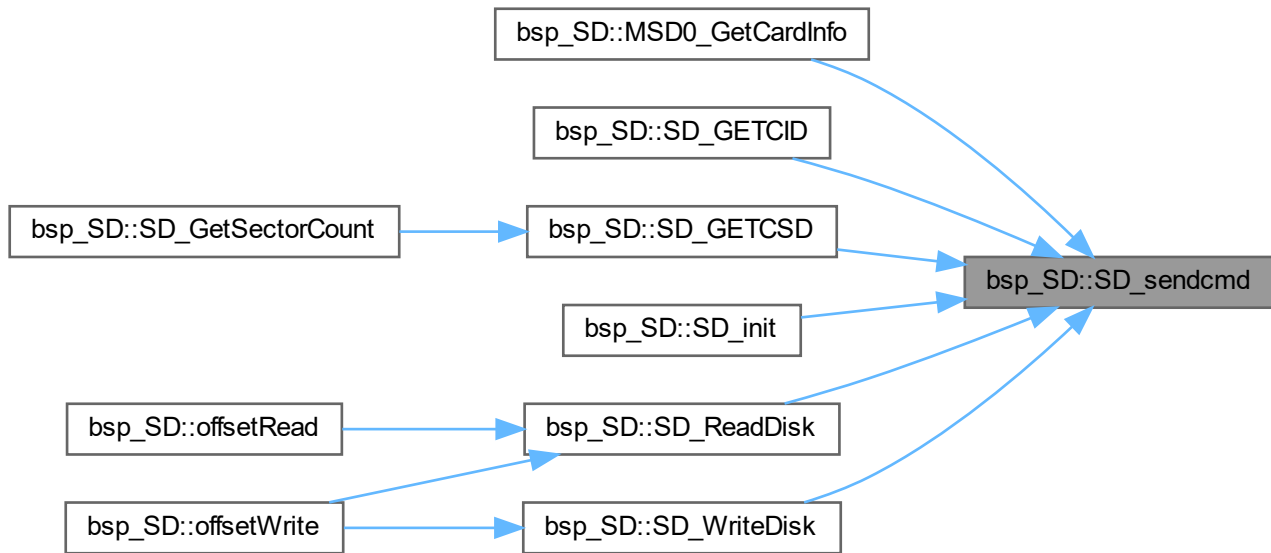 bsp_SD::MSD0_GetCardInfo
bsp_SD::SD_GETCID
bsp_SD::SD_GetSectorCount
bsp_SD::SD_GETCSD
bsp_SD::SD_sendcmd
bsp_SD::SD_init
bsp_SD::offsetRead
bsp_SD::SD_ReadDisk
bsp_SD::offsetWrite
bsp_SD::SD_WriteDisk